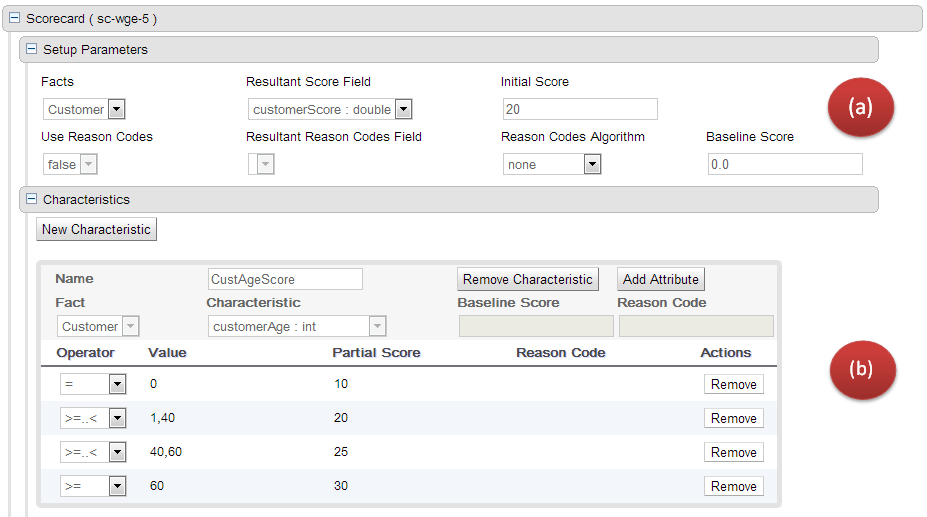 Scorecard ( sc-wge-5 )
Setup Parameters
Facts Resultant Score Field Initial Score
Customer customerScore : double 20
(a)
Use Reason Codes Resultant Reason Codes Field Reason Codes Algorithm Baseline Score
false none 0.0
Characteristics
New Characteristic
Name CustAgeScore Remove Characteristic Add Attribute
Fact Characteristic Baseline Score Reason Code
Customer customerAge : int
Operator Value Partial Score Reason Code Actions
(b)
= 0 10 Remove
>=..< 1,40 20 Remove
>=..< 40,60 25 Remove
>= 60 30 Remove